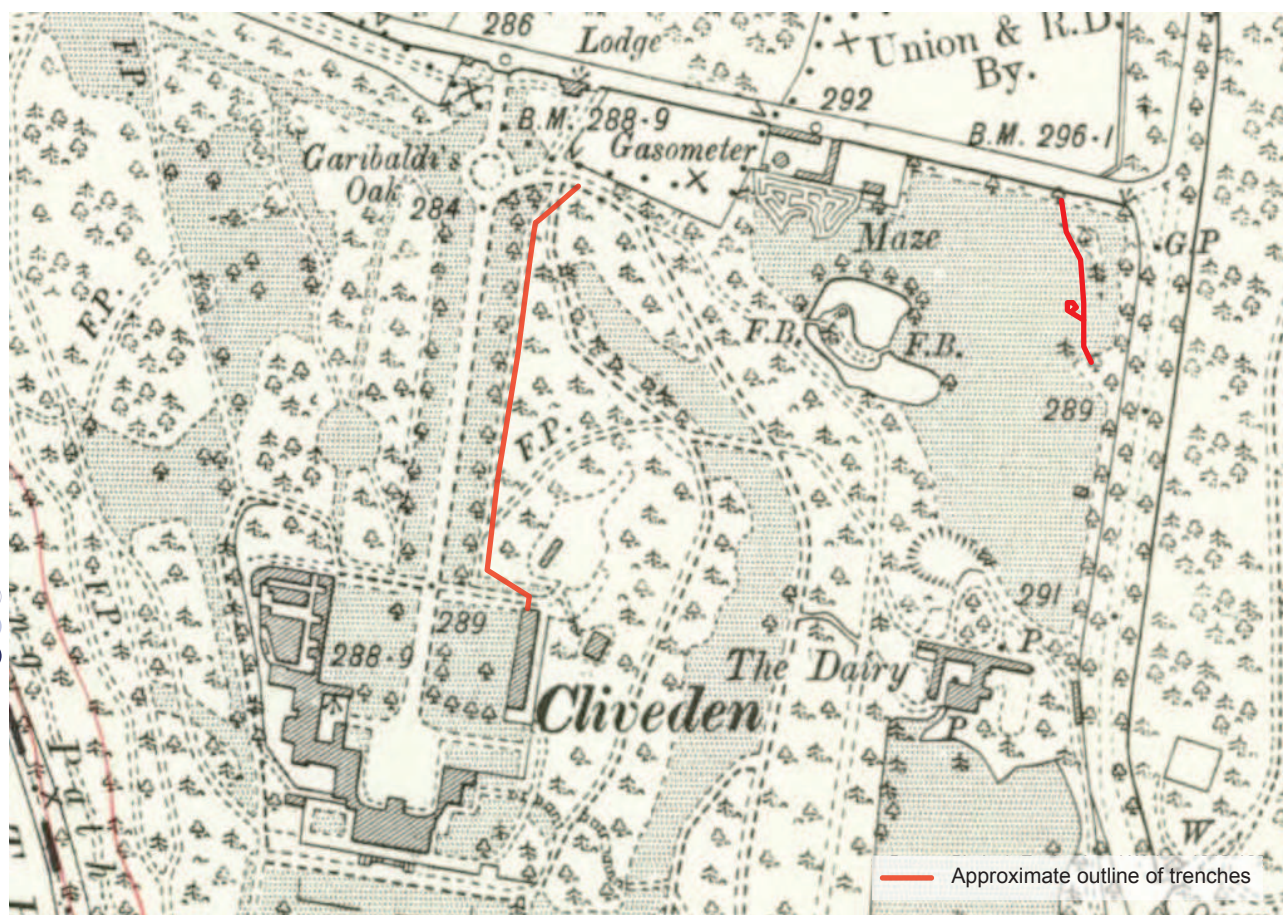 F.P.
286
Lodge
Union & R.D.
By.
292
B.M. 288·9
B.M. 296·1
Gasometer
Garibaldi's
Oak
284
Maze
G.P
F.P.
F.B.
F.B.
289
F.P.
291
F.P.
289
288·9
P
The Dairy
Cliveden
P
Path
W
Approximate outline of trenches